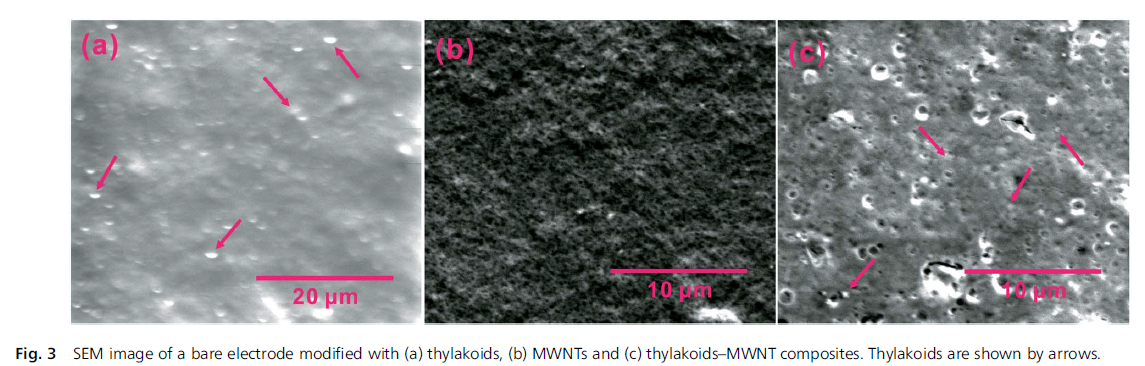 (a) (b) (c)
20 µm 10 µm 10 µm
Fig. 3 SEM image of a bare electrode modified with (a) thylakoids, (b) MWNTs and (c) thylakoids–MWNT composites. Thylakoids are shown by arrows.